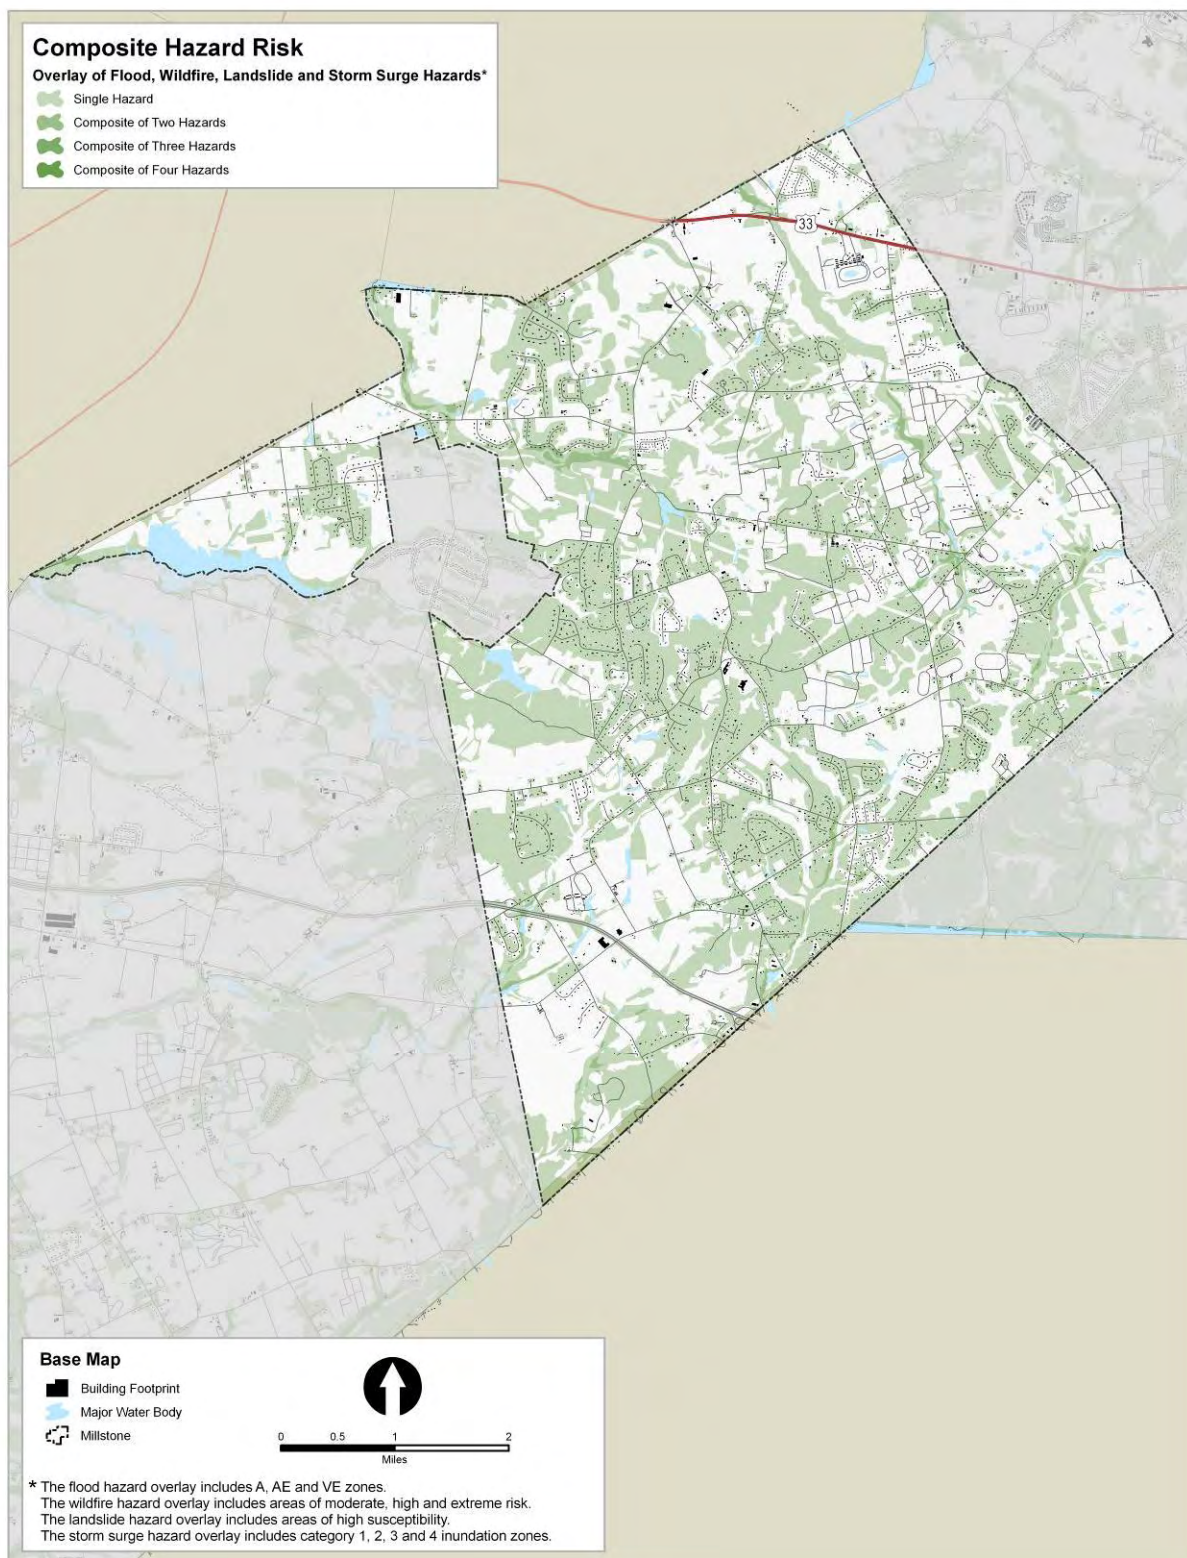 Composite Hazard Risk
Overlay of Flood, Wildfire, Landslide and Storm Surge Hazards*
Single Hazard
Composite of Two Hazards
Composite of Three Hazards
Composite of Four Hazards
33
Base Map
Building Footprint
Major Water Body
Millstone
0 0.5 1 2
Miles
* The flood hazard overlay includes A, AE and VE zones.
The wildfire hazard overlay includes areas of moderate, high and extreme risk.
The landslide hazard overlay includes areas of high susceptibility.
The storm surge hazard overlay includes category 1, 2, 3 and 4 inundation zones.